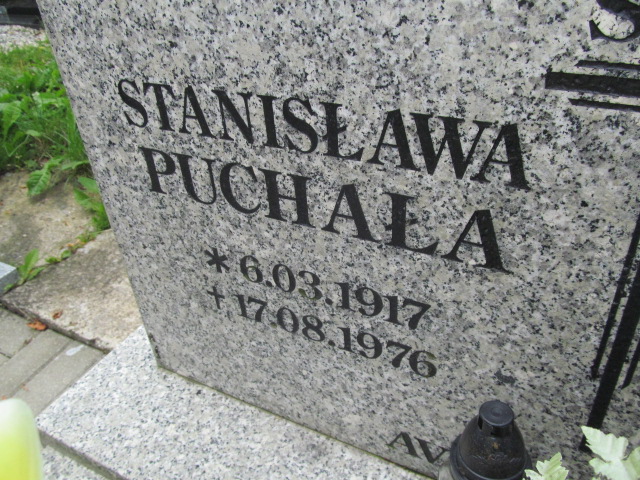 STANISŁAWA
PUCHAŁA
* 6.03.1917
+ 17.08.1976